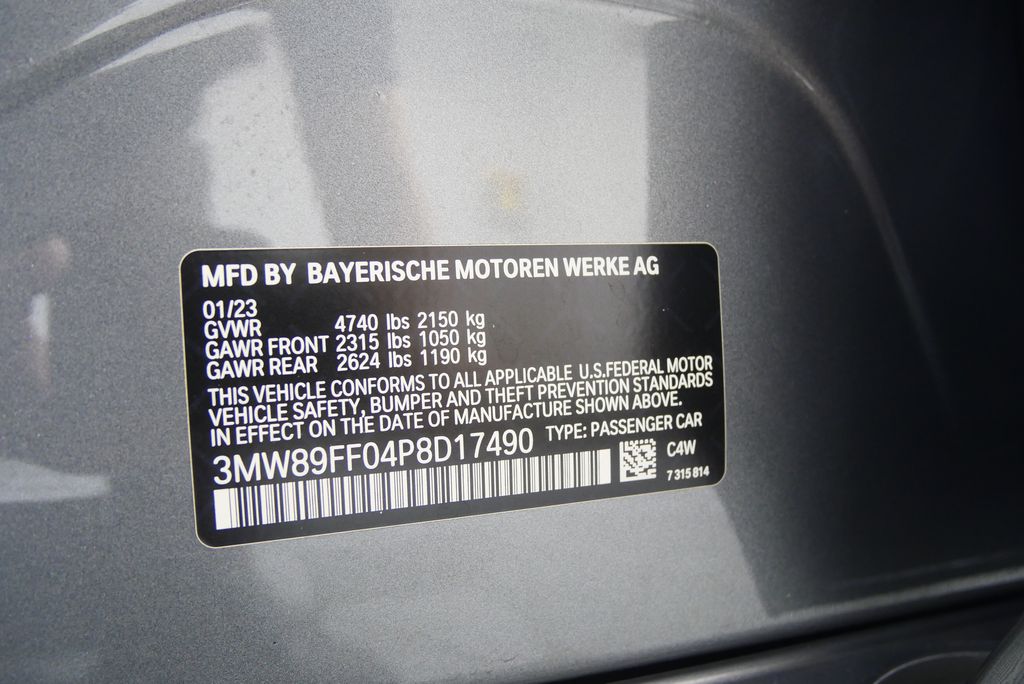 MFD BY BAYERISCHE MOTOREN WERKE AG
01/23
GVWR 4740 lbs 2150 kg
GAWR FRONT 2315 lbs 1050 kg
GAWR REAR 2624 lbs 1190 kg
THIS VEHICLE CONFORMS TO ALL APPLICABLE U.S.FEDERAL MOTOR
VEHICLE SAFETY, BUMPER AND THEFT PREVENTION STANDARDS
IN EFFECT ON THE DATE OF MANUFACTURE SHOWN ABOVE.
3MW89FF04P8D17490 TYPE: PASSENGER CAR
C4W
7 315 814